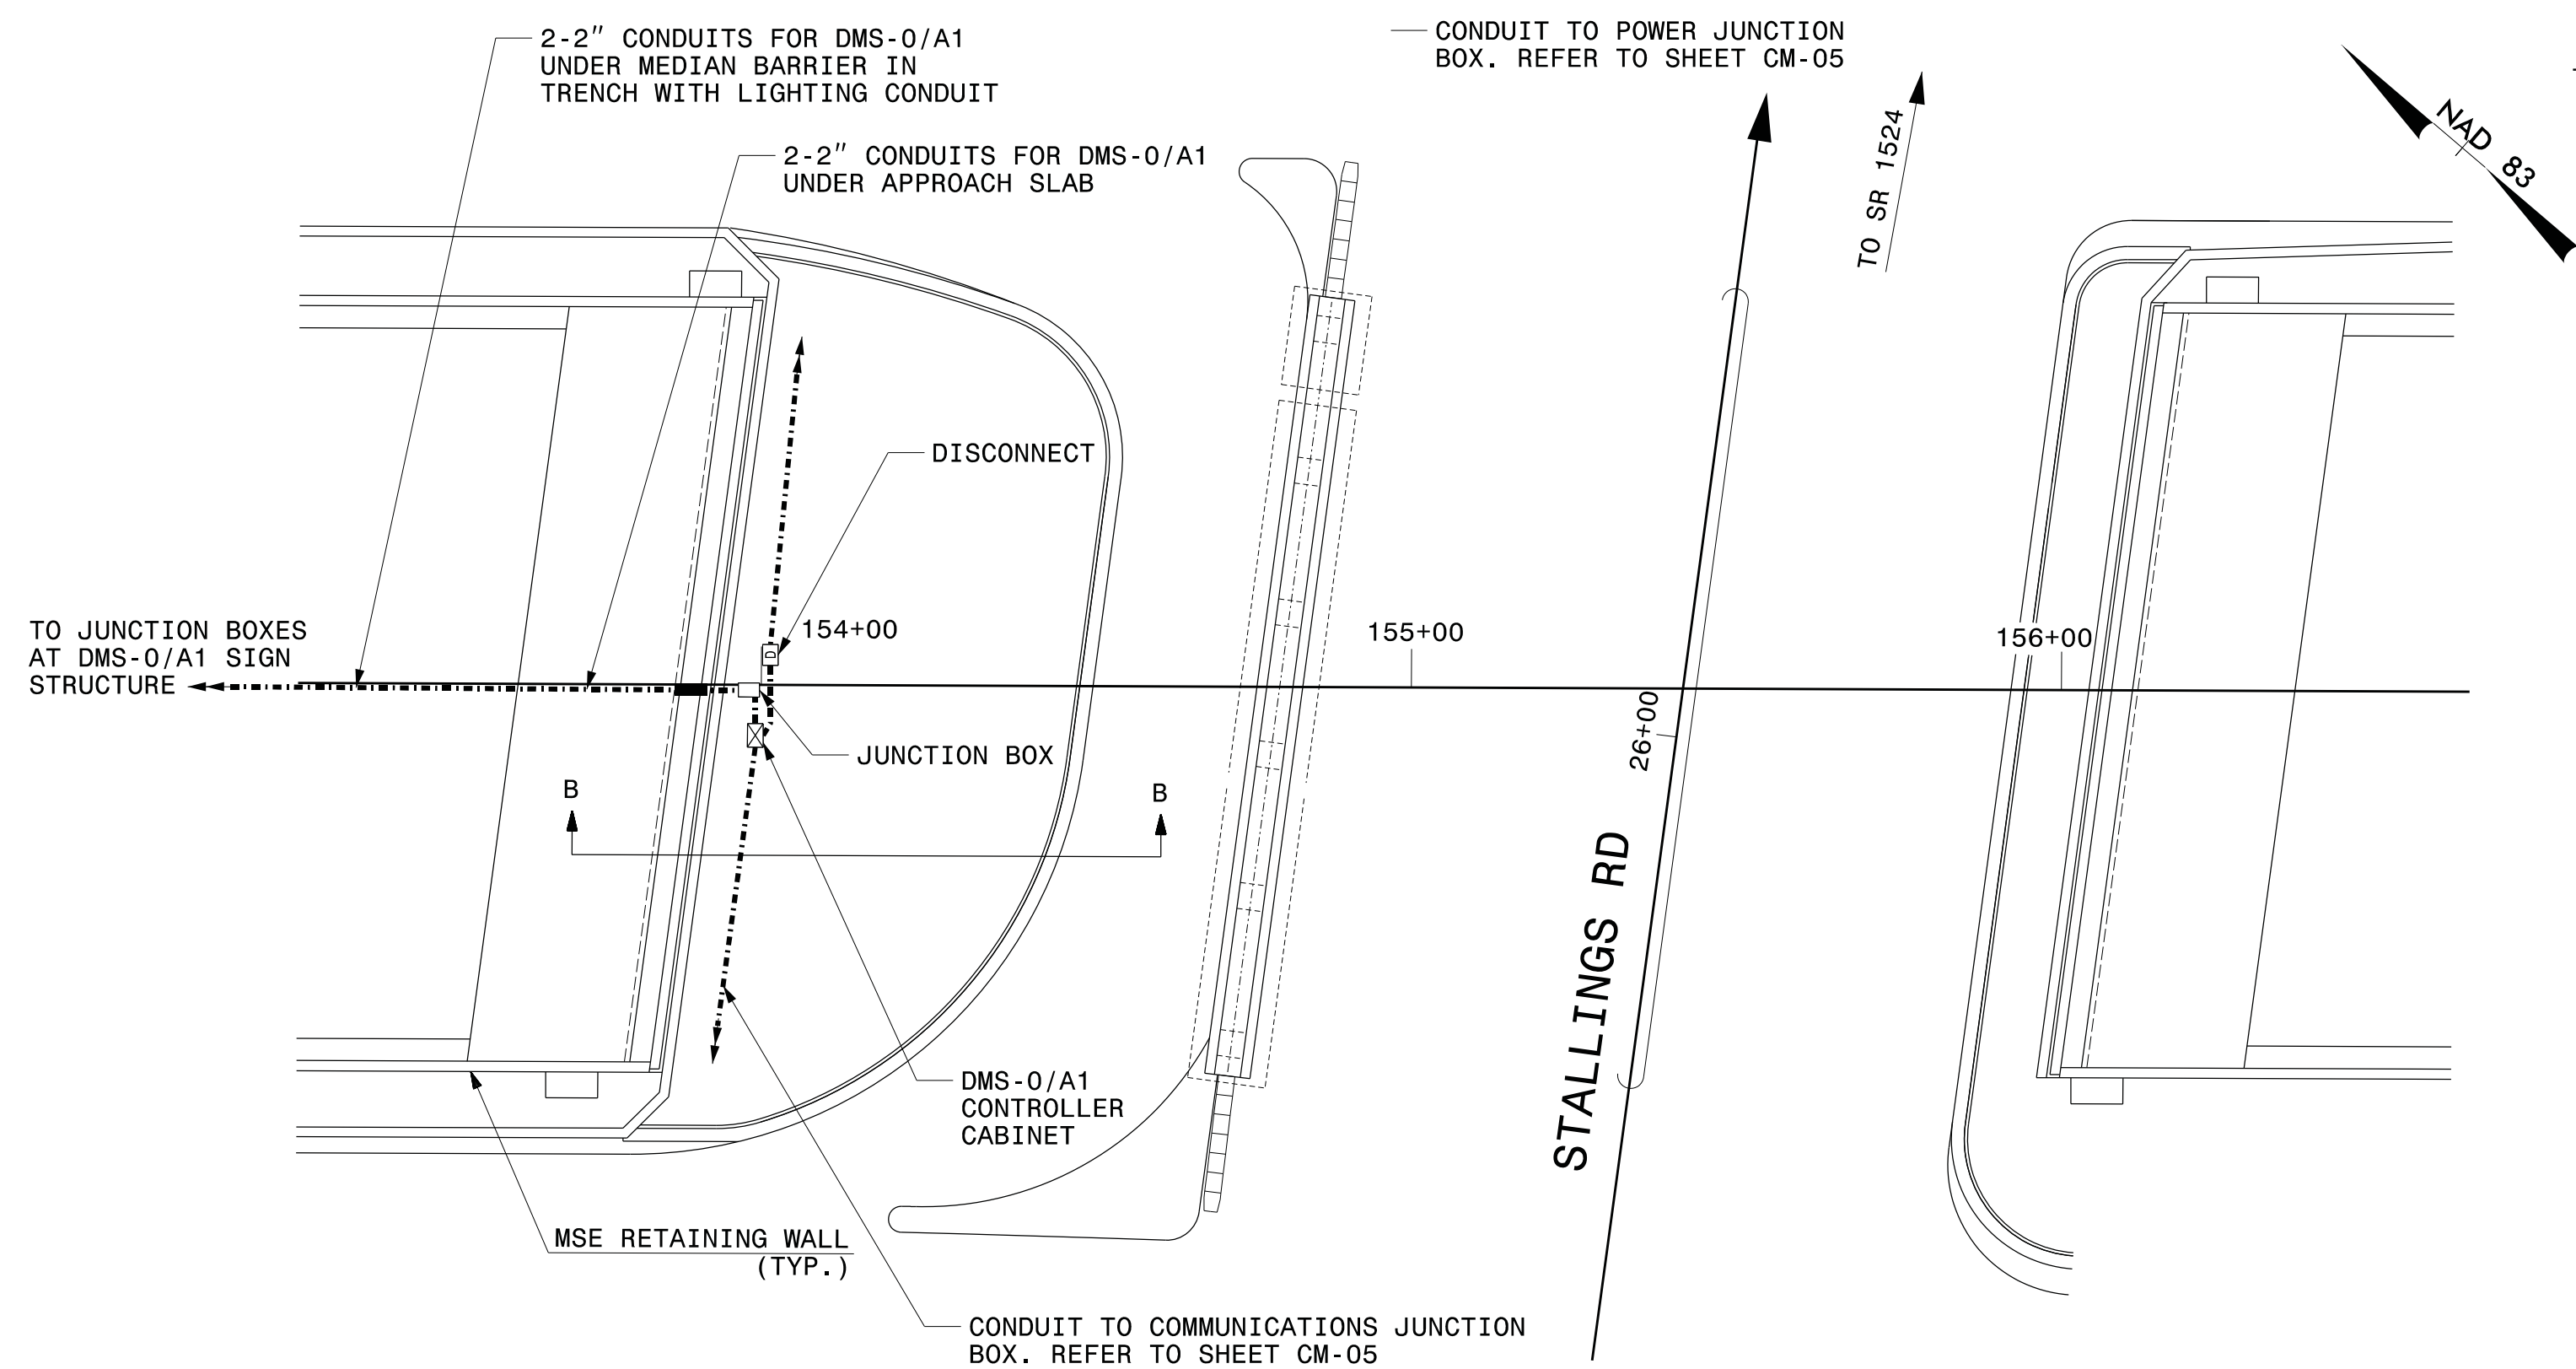 2-2" CONDUITS FOR DMS-0/A1
UNDER MEDIAN BARRIER IN
TRENCH WITH LIGHTING CONDUIT
2-2" CONDUITS FOR DMS-0/A1
UNDER APPROACH SLAB
CONDUIT TO POWER JUNCTION
BOX. REFER TO SHEET CM-05
TO SR 1524
NAD 83
DISCONNECT
D
154+00
155+00
156+00
TO JUNCTION BOXES
AT DMS-0/A1 SIGN
STRUCTURE
JUNCTION BOX
26+00
B
B
STALLINGS RD
DMS-0/A1
CONTROLLER
CABINET
MSE RETAINING WALL
(TYP.)
CONDUIT TO COMMUNICATIONS JUNCTION
BOX. REFER TO SHEET CM-05